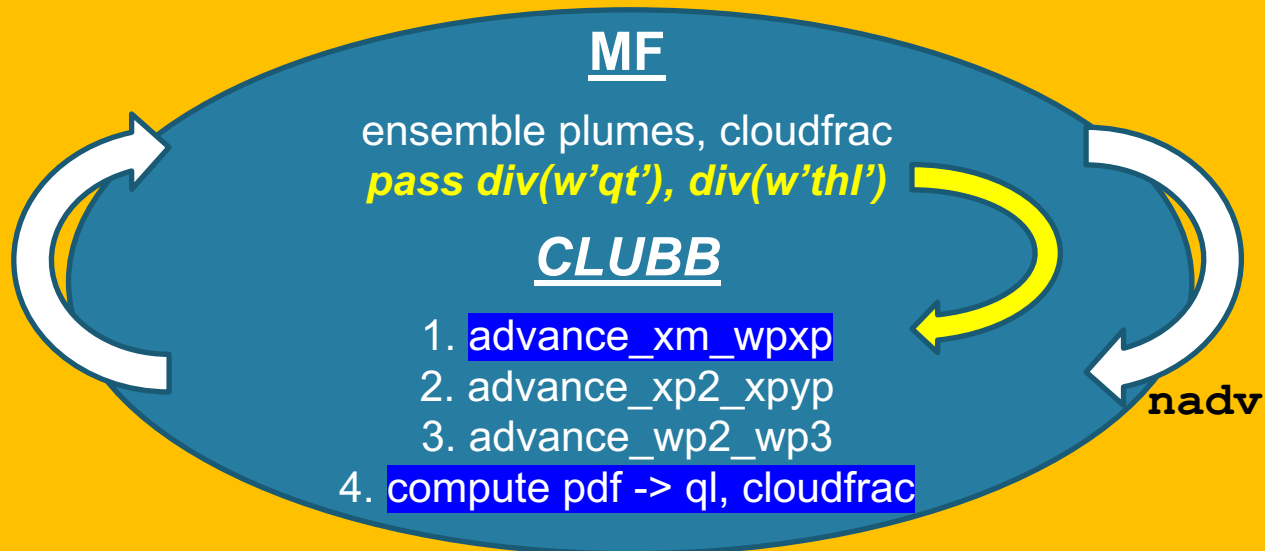 MF
ensemble plumes, cloudfrac
pass div(w’qt’), div(w’thl’)
CLUBB
1. advance_xm_wpxp
2. advance_xp2_xpyp
3. advance_wp2_wp3
4. compute pdf -> ql, cloudfrac
nadv